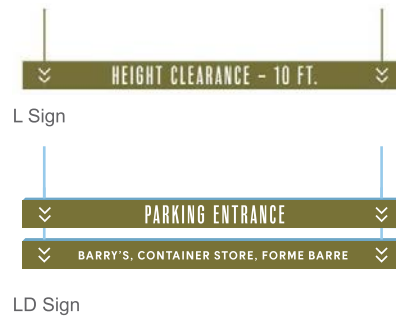 HEIGHT CLEARANCE – 10 FT.
L Sign
PARKING ENTRANCE
BARRY'S, CONTAINER STORE, FORME BARRE
LD Sign